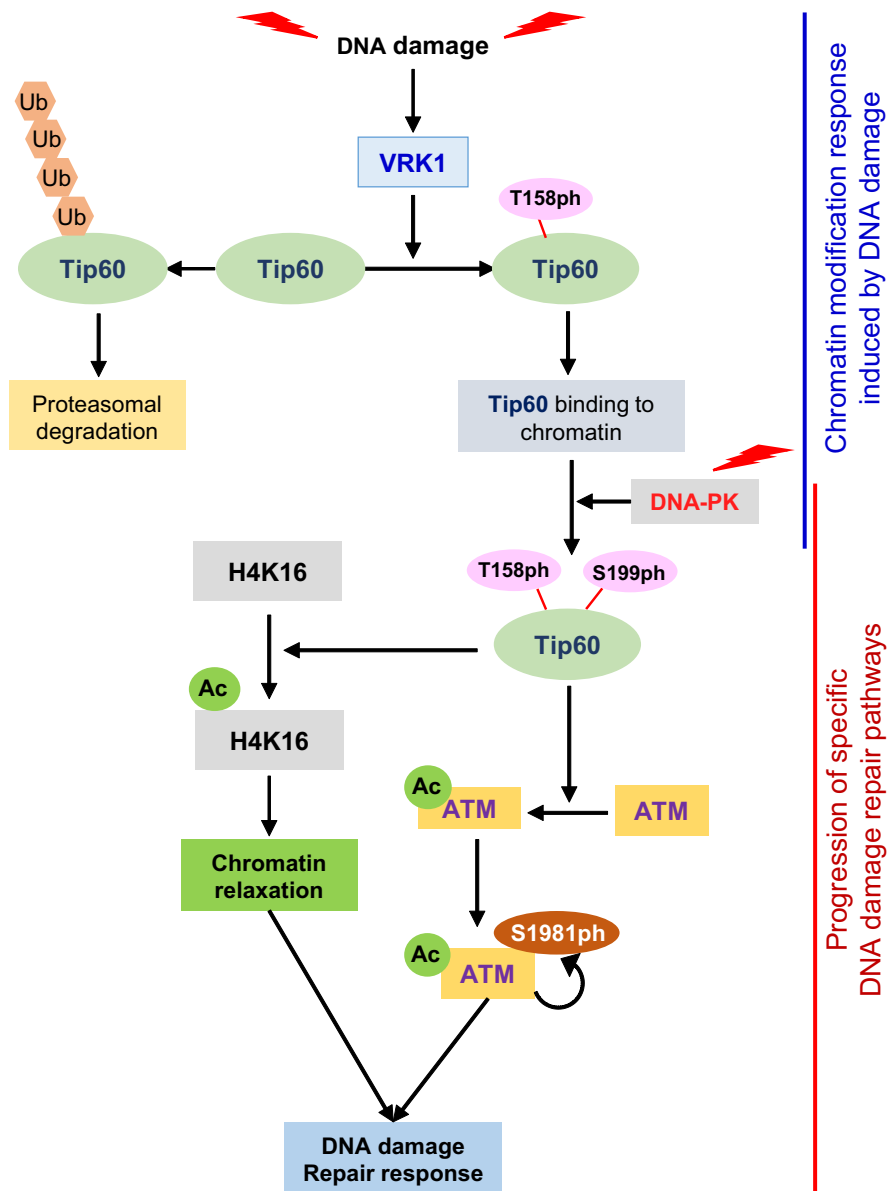 DNA damage
VRK1
Ub
Ub
Ub
Ub
T158ph
Tip60
Tip60
Tip60
Proteasomal
degradation
Tip60 binding to
chromatin
DNA-PK
Chromatin modification response
induced by DNA damage
H4K16
T158ph
S199ph
Tip60
Ac
H4K16
Ac
ATM
ATM
Chromatin
relaxation
S1981ph
Ac
ATM
DNA damage
Repair response
Progression of specific
DNA damage repair pathways